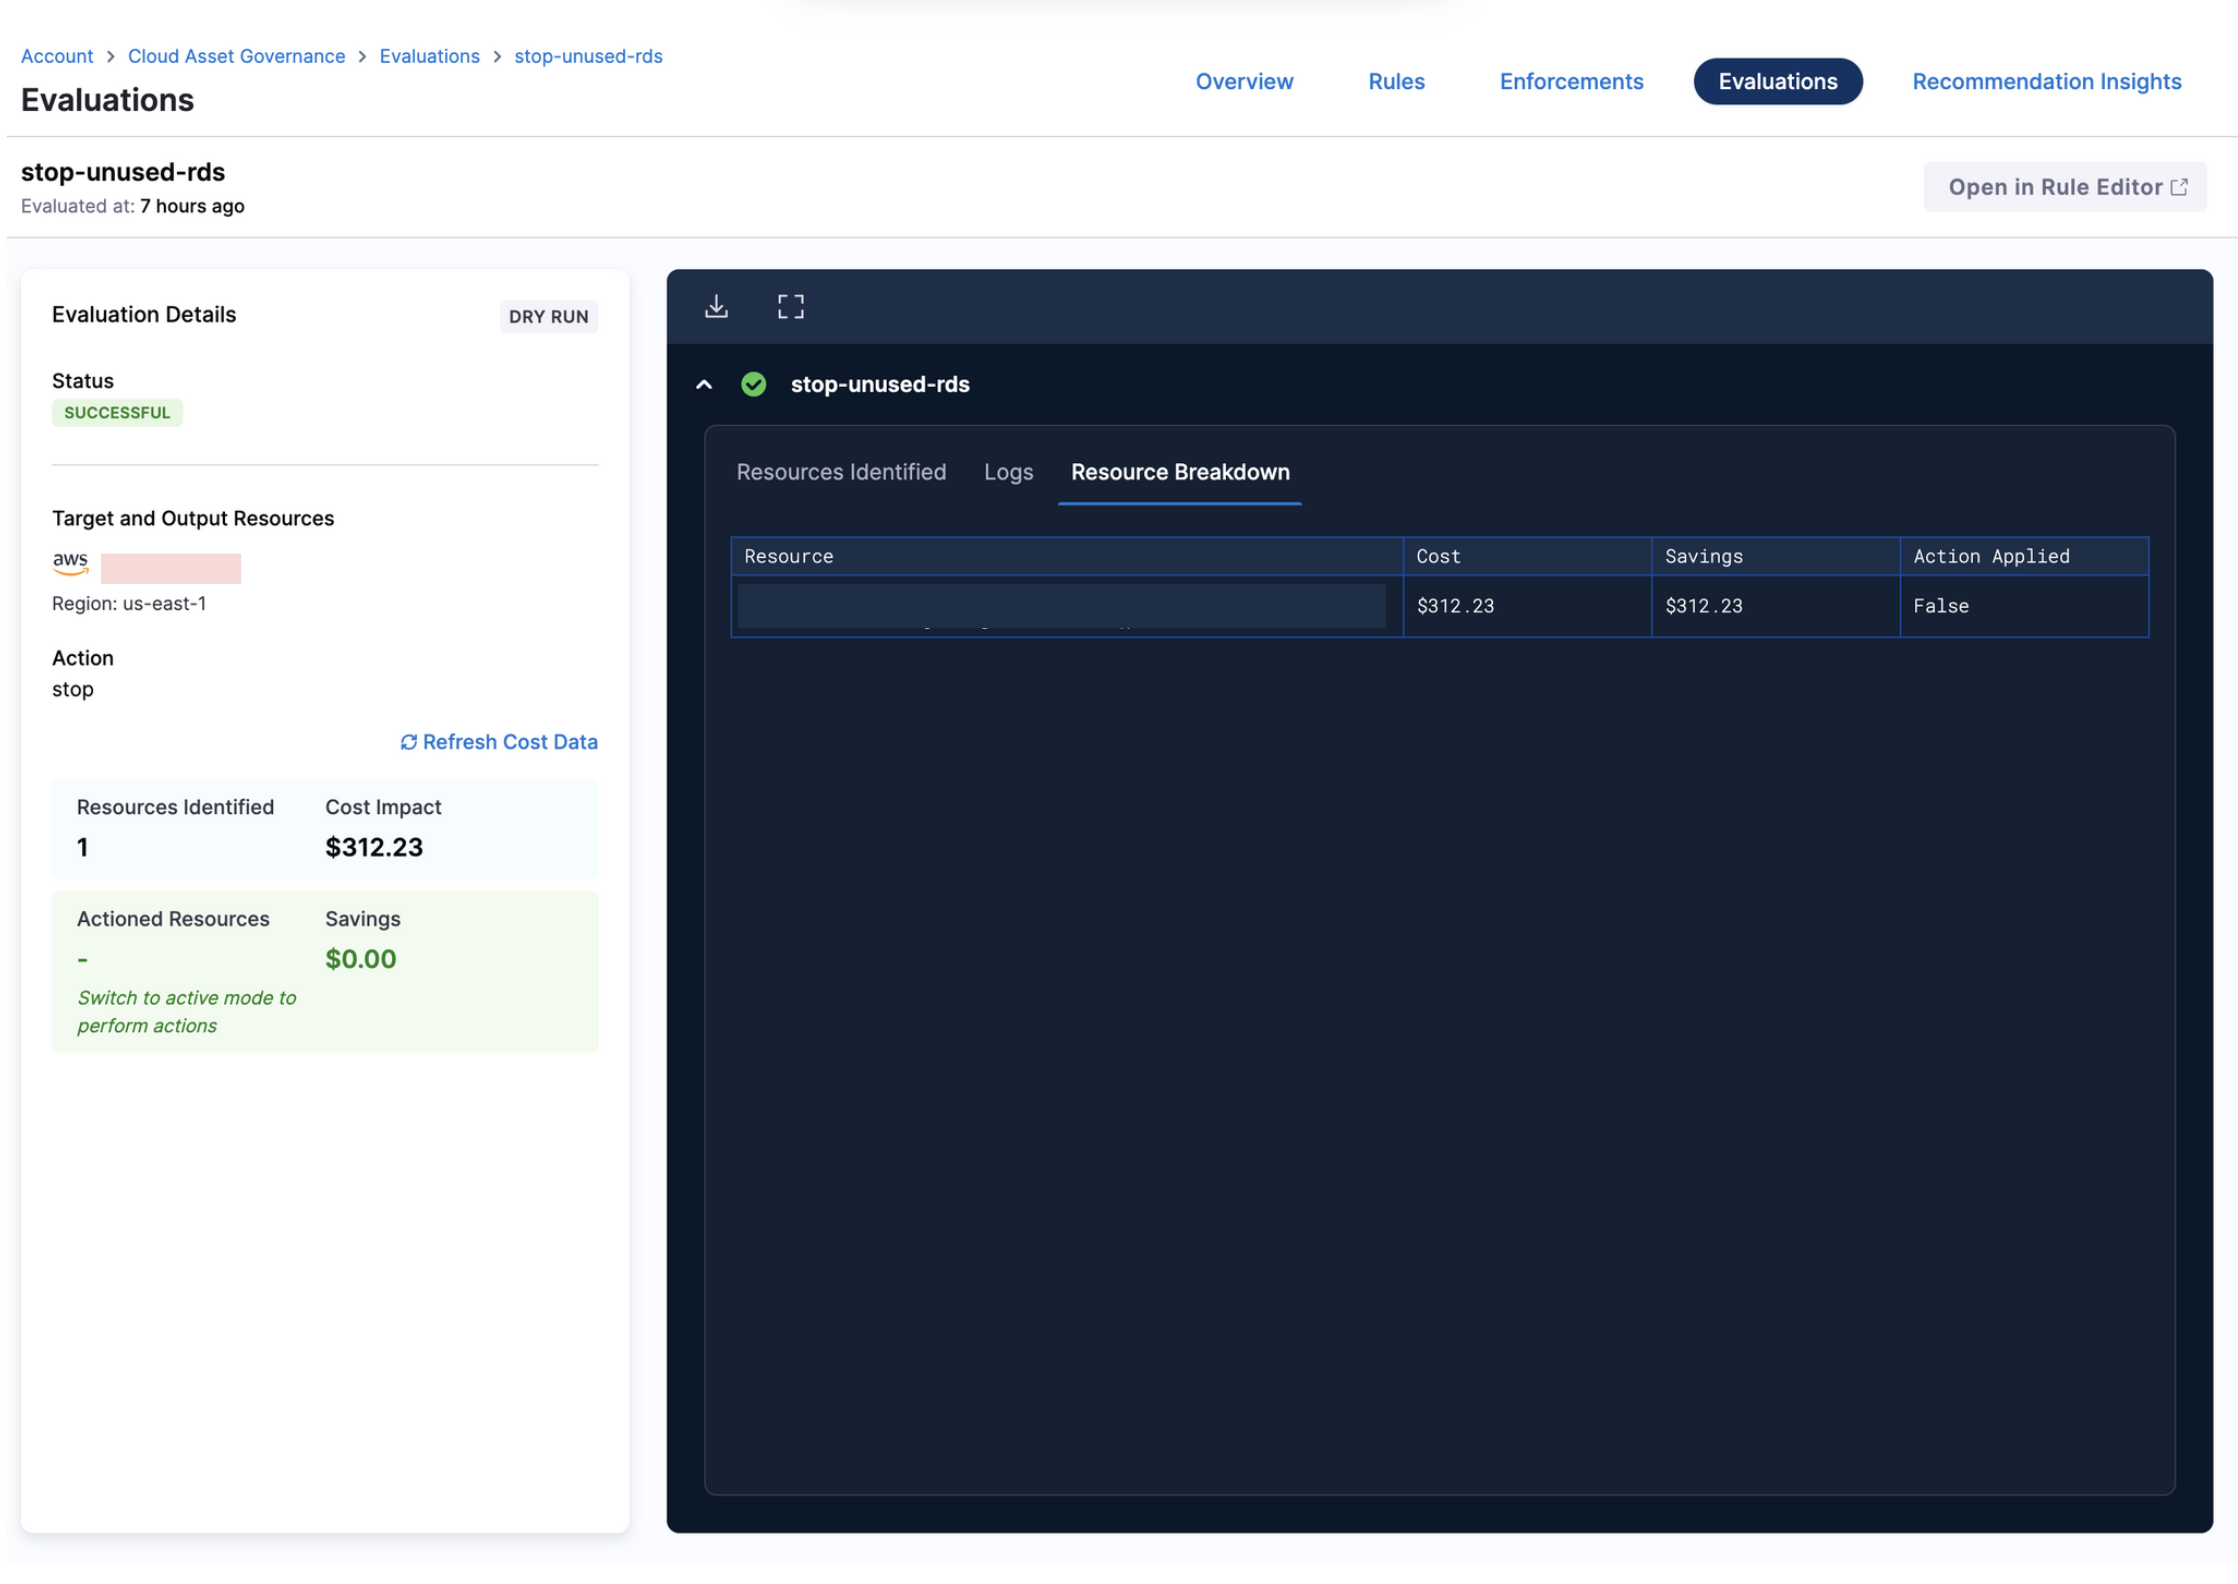 Account > Cloud Asset Governance > Evaluations > stop-unused-rds
Evaluations
Overview
Rules
Enforcements
Evaluations
Recommendation Insights
stop-unused-rds
Evaluated at: 7 hours ago
Open in Rule Editor
Evaluation Details
DRY RUN
Status
SUCCESSFUL
Target and Output Resources
aws
Region: us-east-1
Action
stop
Refresh Cost Data
Resources Identified
Cost Impact
1
$312.23
Actioned Resources
Savings
-
$0.00
Switch to active mode to
perform actions
stop-unused-rds
Resources Identified
Logs
Resource Breakdown
Resource
Cost
Savings
Action Applied
$312.23
$312.23
False